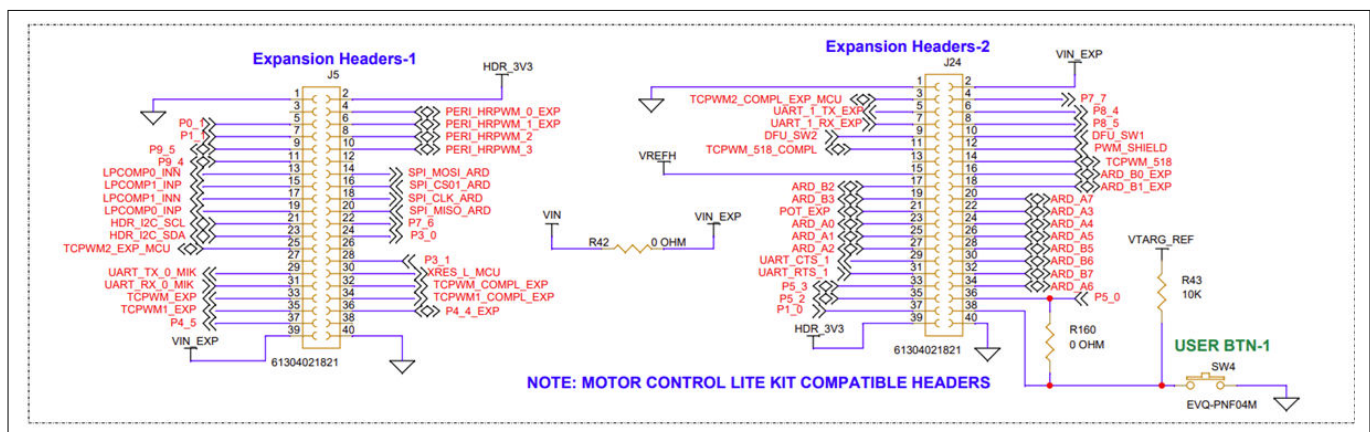 Expansion Headers-1
J5
HDR_3V3
1 2
3 4
5 6
7 8
9 10
11 12
13 14
15 16
17 18
19 20
21 22
23 24
25 26
27 28
29 30
31 32
33 34
35 36
37 38
39 40
P0_1
P1_1
P9_5
P9_4
LPCOMP0_INN
LPCOMP1_INP
LPCOMP1_INN
LPCOMP0_INP
HDR_I2C_SCL
HDR_I2C_SDA
TCPWM2_EXP_MCU
UART_TX_0_MIK
UART_RX_0_MIK
TCPWM_EXP
TCPWM1_EXP
P4_5
VIN_EXP
PERI_HRPWM_0_EXP
PERI_HRPWM_1_EXP
PERI_HRPWM_2
PERI_HRPWM_3
SPI_MOSI_ARD
SPI_CS01_ARD
SPI_CLK_ARD
SPI_MISO_ARD
P7_6
P3_0
P3_1
XRES_L_MCU
TCPWM_COMPL_EXP
TCPWM1_COMPL_EXP
P4_4_EXP
61304021821
VIN
R42
0 OHM
VIN_EXP
Expansion Headers-2
J24
VIN_EXP
1 2
3 4
5 6
7 8
9 10
11 12
13 14
15 16
17 18
19 20
21 22
23 24
25 26
27 28
29 30
31 32
33 34
35 36
37 38
39 40
TCPWM2_COMPL_EXP_MCU
UART_1_TX_EXP
UART_1_RX_EXP
DFU_SW2
TCPWM_518_COMPL
VREFH
ARD_B2
ARD_B3
POT_EXP
ARD_A0
ARD_A1
ARD_A2
UART_CTS_1
UART_RTS_1
P5_3
P5_2
P1_0
HDR_3V3
P7_7
P8_4
P8_5
DFU_SW1
PWM_SHIELD
TCPWM_518
ARD_B0_EXP
ARD_B1_EXP
ARD_A7
ARD_A3
ARD_A4
ARD_A5
ARD_B5
ARD_B6
ARD_B7
ARD_A6
P5_0
61304021821
VTARG_REF
R43
10K
R160
0 OHM
USER BTN-1
SW4
EVQ-PNF04M
NOTE: MOTOR CONTROL LITE KIT COMPATIBLE HEADERS